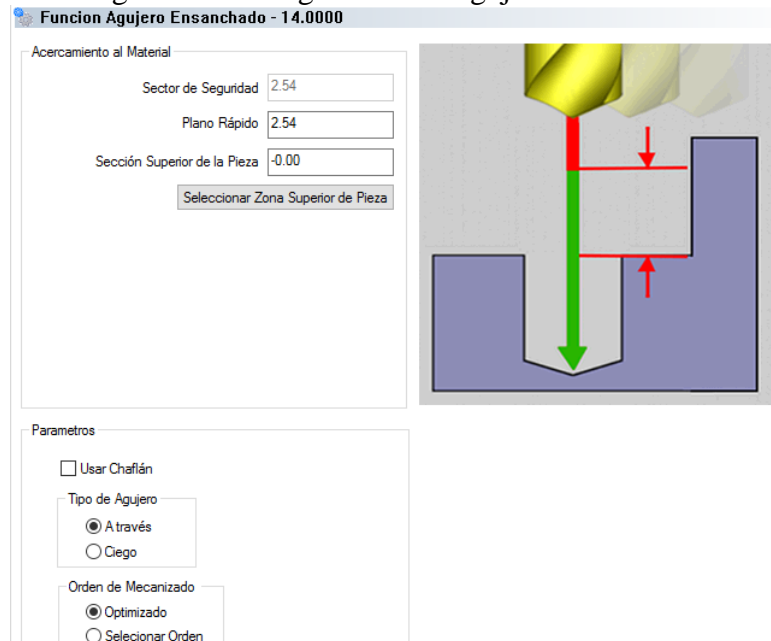 Funcion Agujero Ensanchado - 14.0000
Acercamiento al Material
Sector de Seguridad 2.54
Plano Rápido 2.54
Sección Superior de la Pieza -0.00
Seleccionar Zona Superior de Pieza
Parametros
Usar Chaflán
Tipo de Agujero
A través
Ciego
Orden de Mecanizado
Optimizado
Selecionar Orden